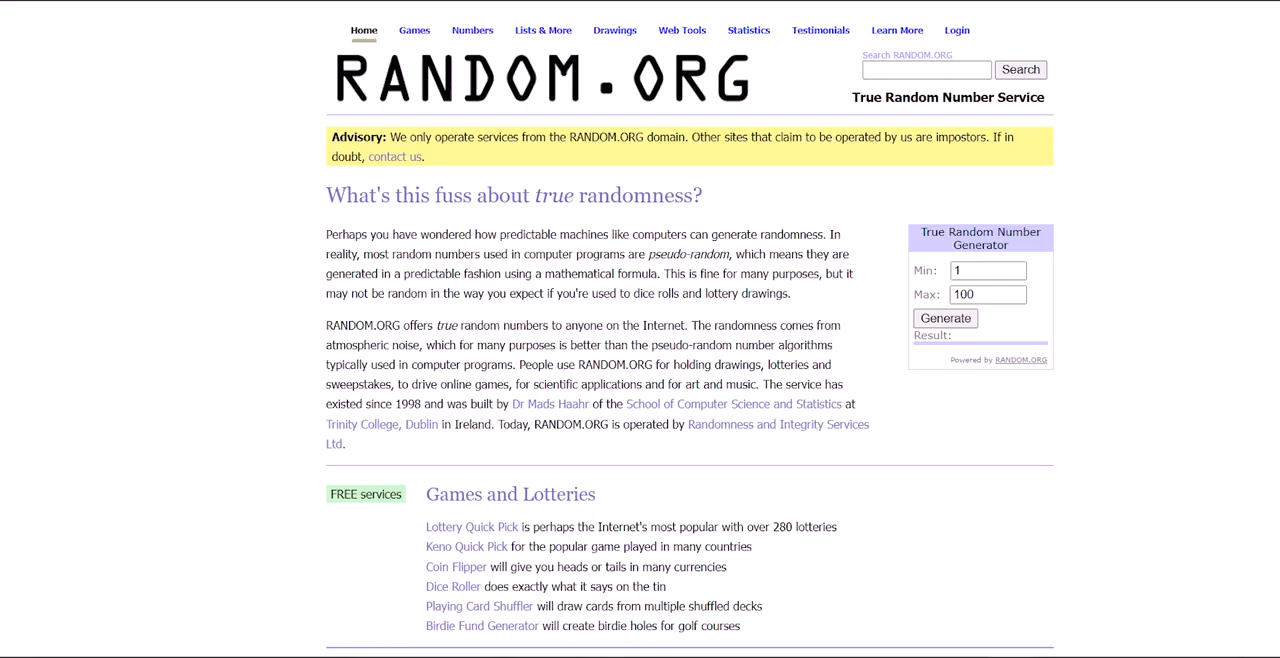 Home Games Numbers Lists & More Drawings Web Tools Statistics Testimonials Learn More Login
RANDOM.ORG
Search RANDOM.ORG
Search
True Random Number Service
Advisory: We only operate services from the RANDOM.ORG domain. Other sites that claim to be operated by us are impostors. If in
doubt, contact us.
What's this fuss about true randomness?
Perhaps you have wondered how predictable machines like computers can generate randomness. In
reality, most random numbers used in computer programs are pseudo-random, which means they are
generated in a predictable fashion using a mathematical formula. This is fine for many purposes, but it
may not be random in the way you expect if you're used to dice rolls and lottery drawings.
RANDOM.ORG offers true random numbers to anyone on the Internet. The randomness comes from
atmospheric noise, which for many purposes is better than the pseudo-random number algorithms
typically used in computer programs. People use RANDOM.ORG for holding drawings, lotteries and
sweepstakes, to drive online games, for scientific applications and for art and music. The service has
existed since 1998 and was built by Dr Mads Haahr of the School of Computer Science and Statistics at
Trinity College, Dublin in Ireland. Today, RANDOM.ORG is operated by Randomness and Integrity Services
Ltd.
True Random Number
Generator
Min: 1
Max: 100
Generate
Result:
Powered by RANDOM.ORG
FREE services
Games and Lotteries
Lottery Quick Pick is perhaps the Internet's most popular with over 280 lotteries
Keno Quick Pick for the popular game played in many countries
Coin Flipper will give you heads or tails in many currencies
Dice Roller does exactly what it says on the tin
Playing Card Shuffler will draw cards from multiple shuffled decks
Birdie Fund Generator will create birdie holes for golf courses